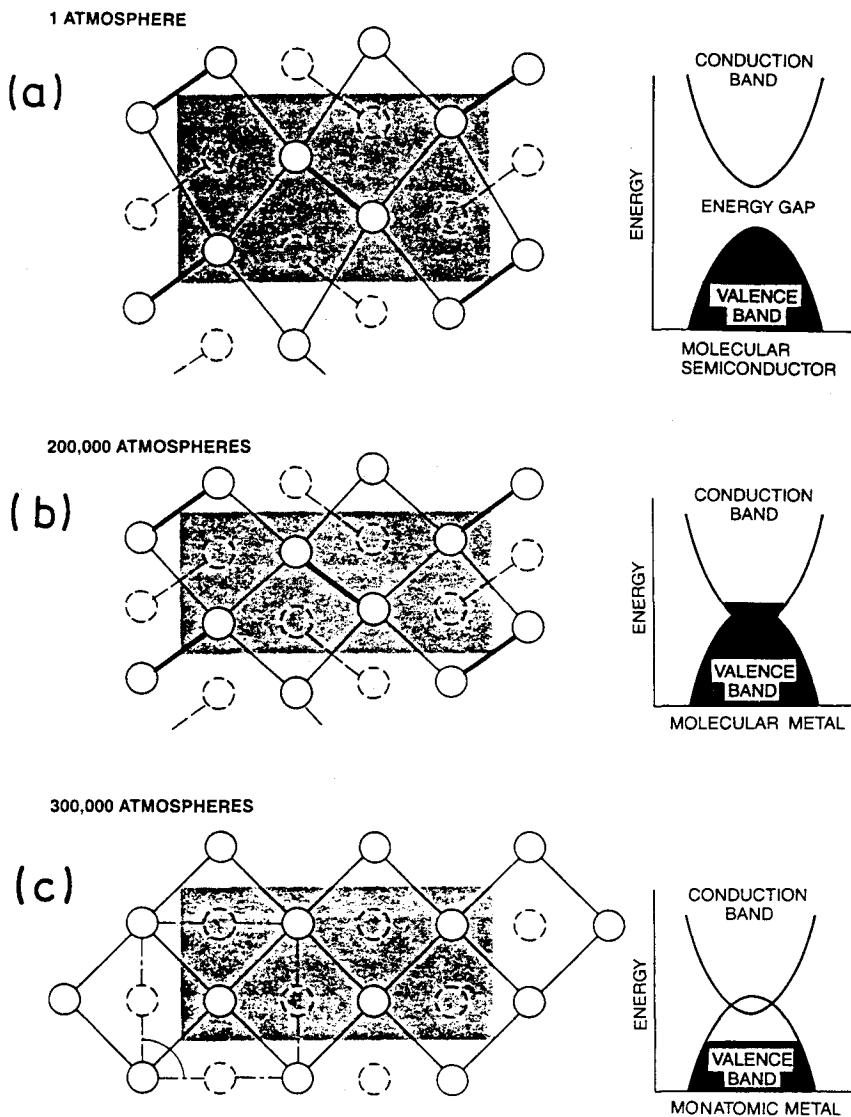 1 ATMOSPHERE
(a)
CONDUCTION
BAND
ENERGY
ENERGY GAP
VALENCE
BAND
MOLECULAR
SEMICONDUCTOR
200,000 ATMOSPHERES
(b)
CONDUCTION
BAND
ENERGY
VALENCE
BAND
MOLECULAR METAL
300,000 ATMOSPHERES
(c)
CONDUCTION
BAND
ENERGY
VALENCE
BAND
MONATOMIC METAL